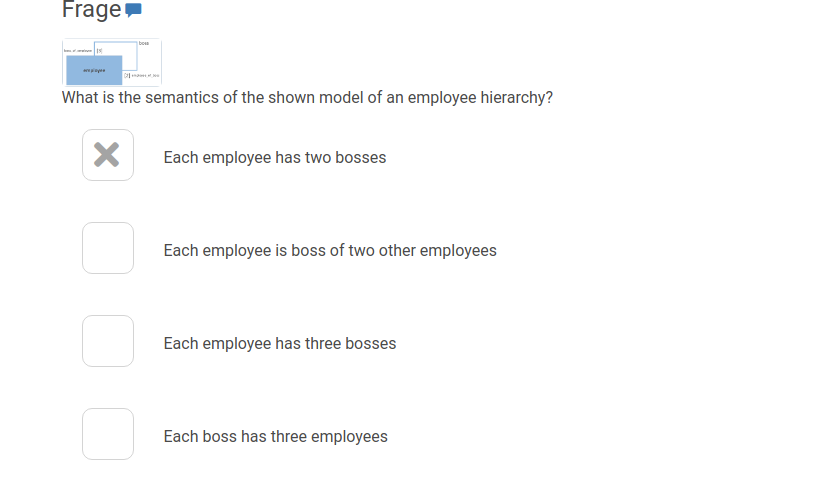 Frage
boss
boss of employee [3]
employee
[2] employee of boss
What is the semantics of the shown model of an employee hierarchy?
Each employee has two bosses
Each employee is boss of two other employees
Each employee has three bosses
Each boss has three employees